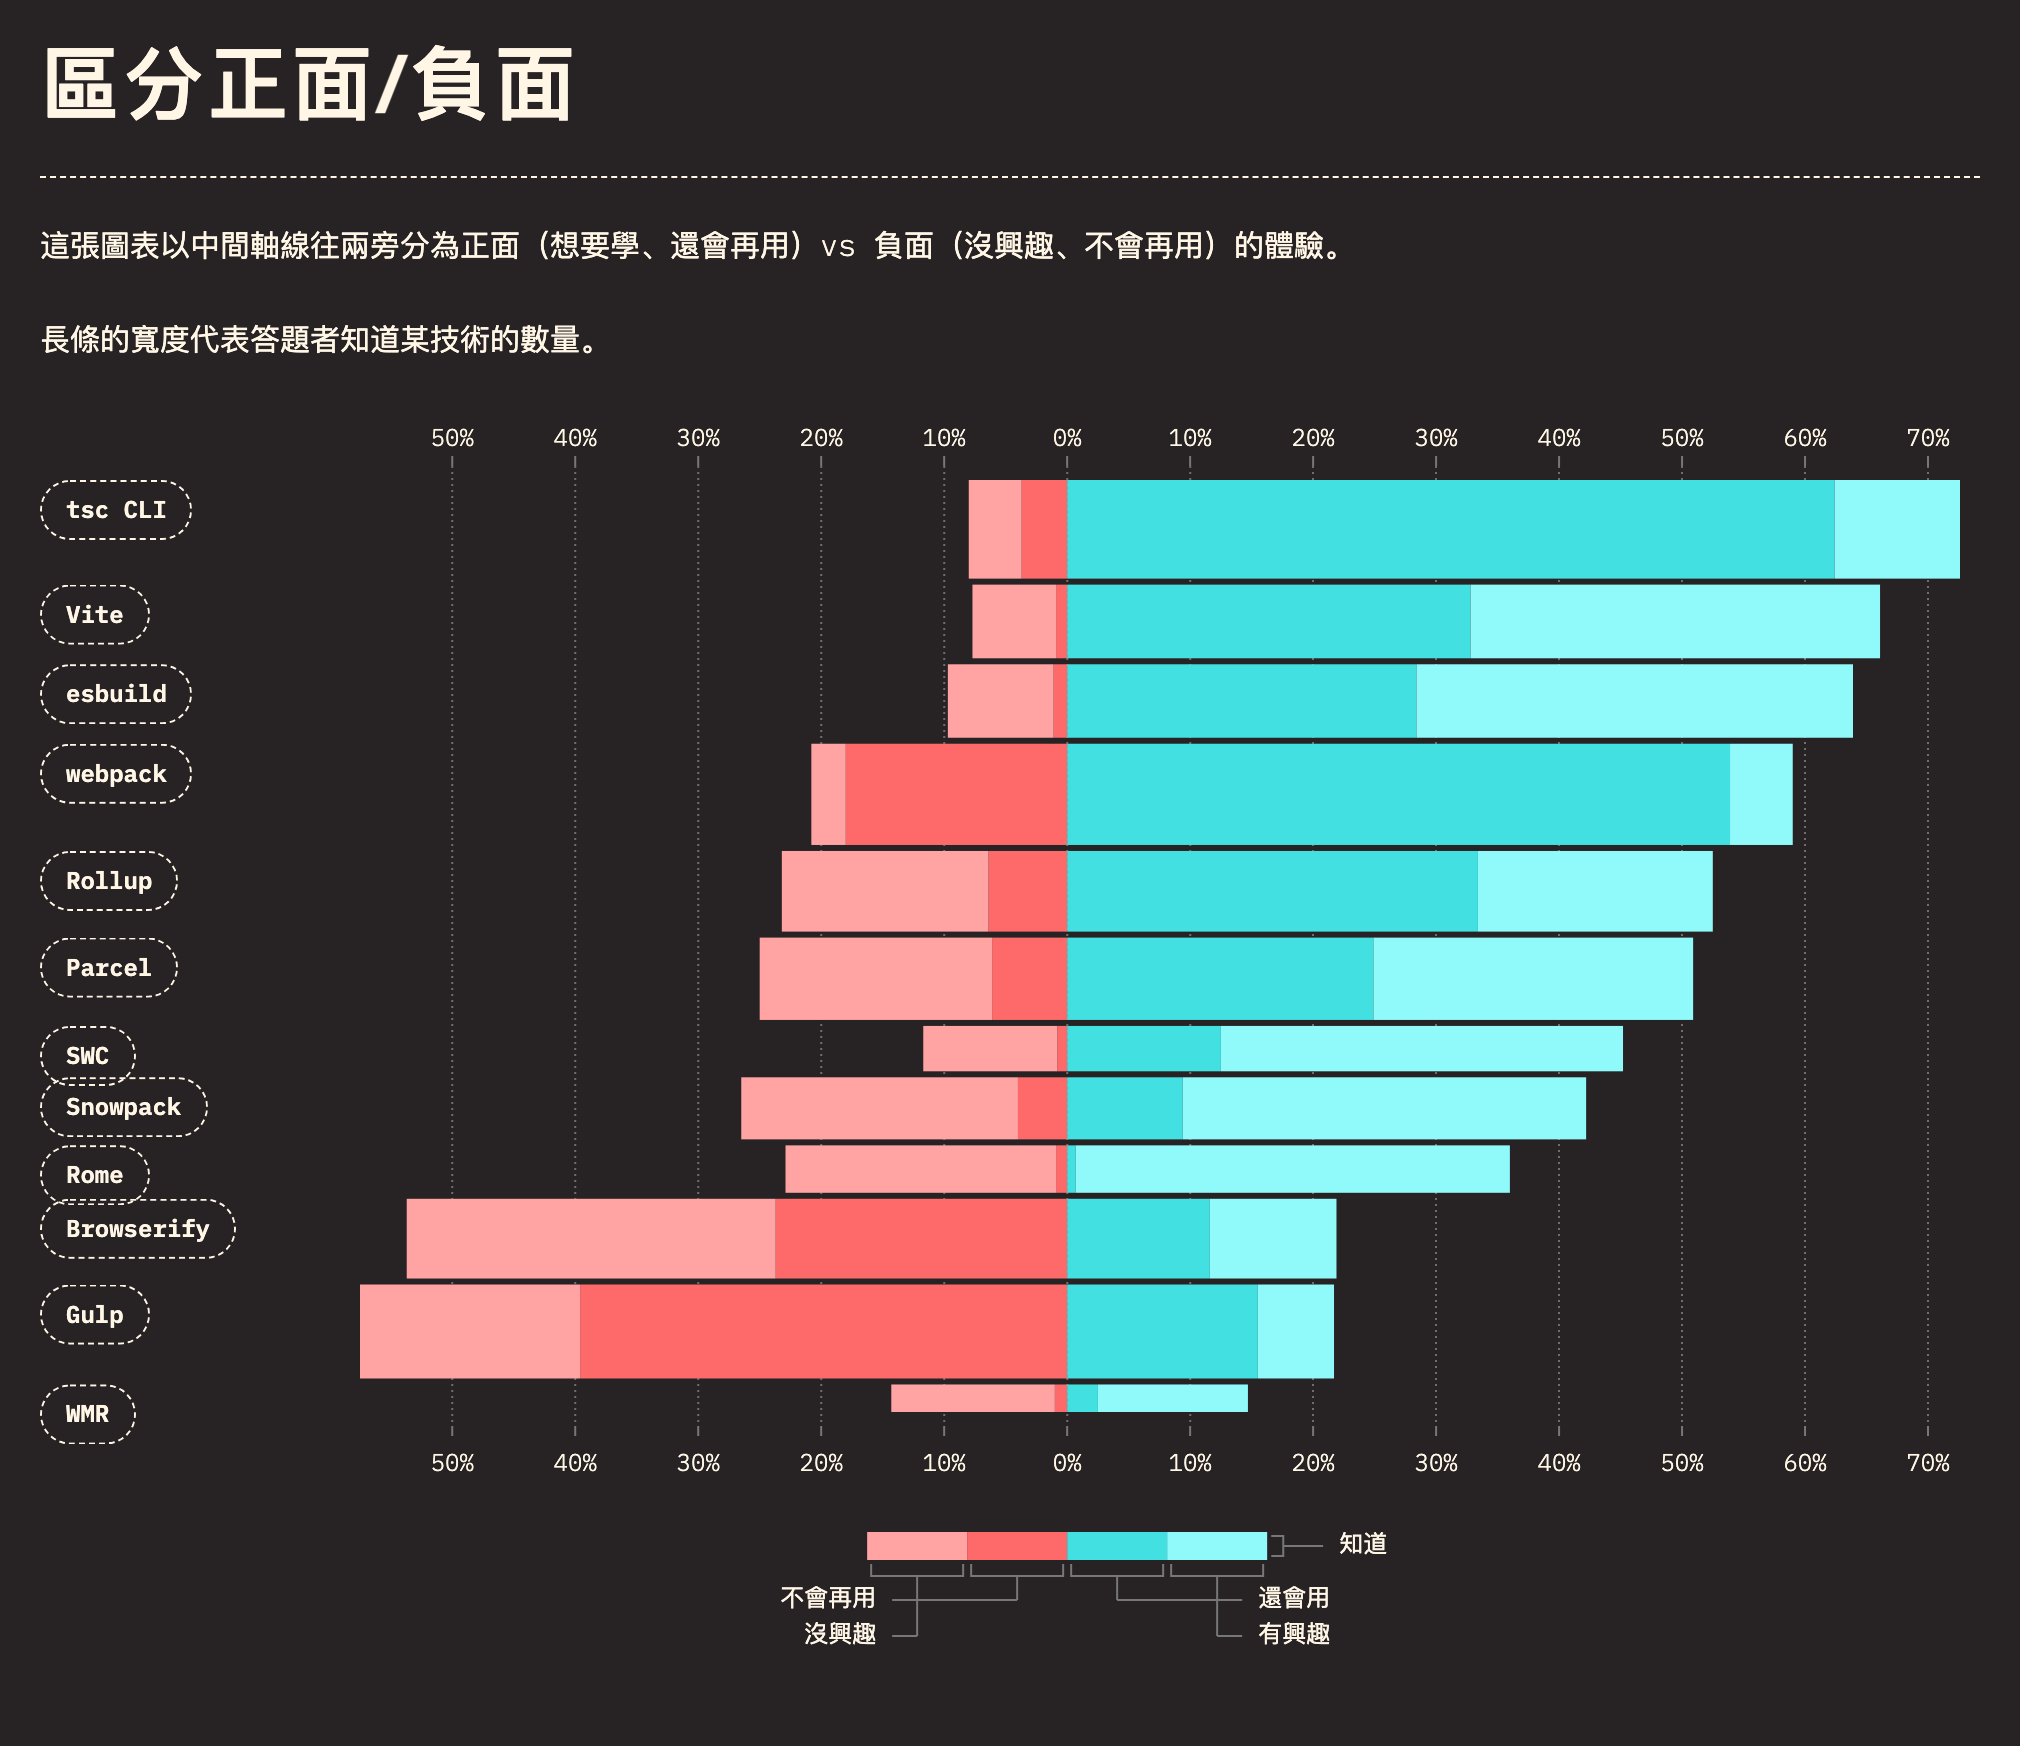 區分正面/負面
這張圖表以中間軸線往兩旁分為正面（想要學、還會再用）vs 負面（沒興趣、不會再用）的體驗。
長條的寬度代表答題者知道某技術的數量。
50% 40% 30% 20% 10% 0% 10% 20% 30% 40% 50% 60% 70%
tsc CLI
Vite
esbuild
webpack
Rollup
Parcel
SWC
Snowpack
Rome
Browserify
Gulp
WMR
50% 40% 30% 20% 10% 0% 10% 20% 30% 40% 50% 60% 70%
知道
不會再用 還會用
沒興趣 有興趣